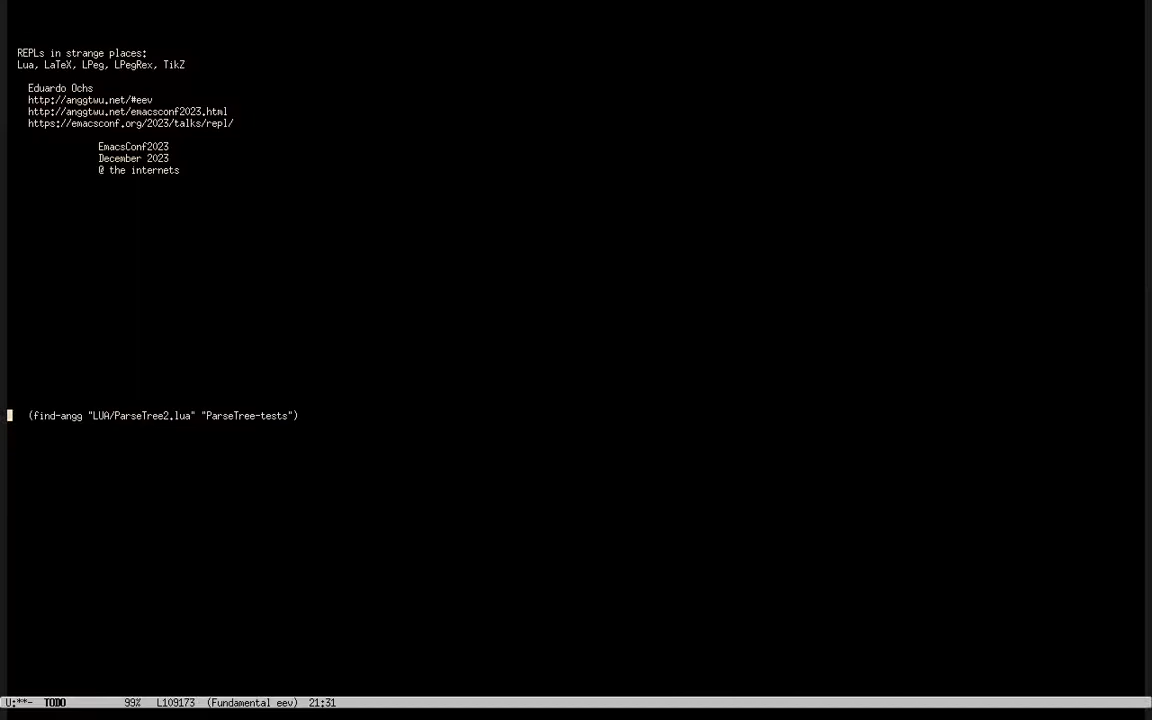 REPLs in strange places:
Lua, LaTeX, LPeg, LPegRex, TikZ
Eduardo Ochs
http://anggtwu.net/#eev
http://anggtwu.net/emacsconf2023.html
https://emacsconf.org/2023/talks/repl/
EmacsConf2023
December 2023
@ the internets
(find-angg "LUA/ParseTree2.lua" "ParseTree-tests")
U:**-  TODO  99%  L109173  (Fundamental eev)  21:31